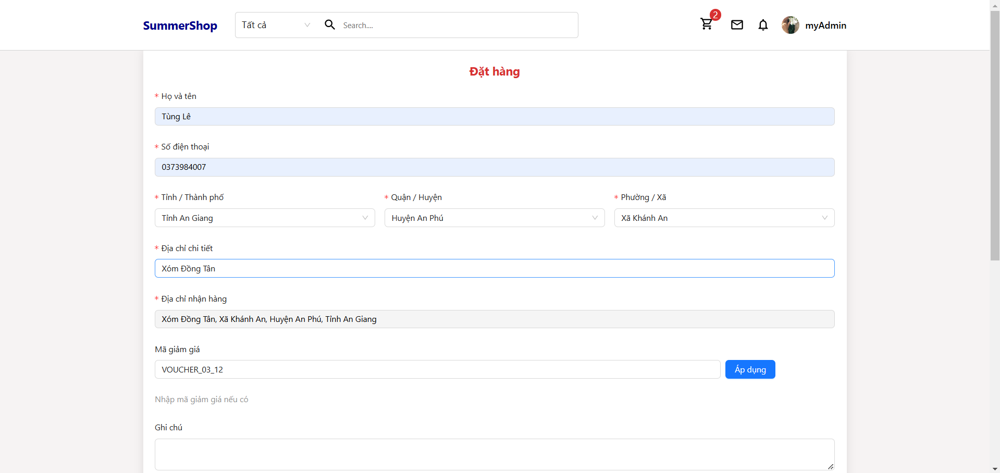 SummerShop
Tất cả
Search....
2
myAdmin
Đặt hàng
* Họ và tên
Tùng Lê
* Số điện thoại
0373984007
* Tỉnh / Thành phố
* Quận / Huyện
* Phường / Xã
Tỉnh An Giang
Huyện An Phú
Xã Khánh An
* Địa chỉ chi tiết
Xóm Đồng Tân
* Địa chỉ nhận hàng
Xóm Đồng Tân, Xã Khánh An, Huyện An Phú, Tỉnh An Giang
Mã giảm giá
VOUCHER_03_12
Áp dụng
Nhập mã giảm giá nếu có
Ghi chú